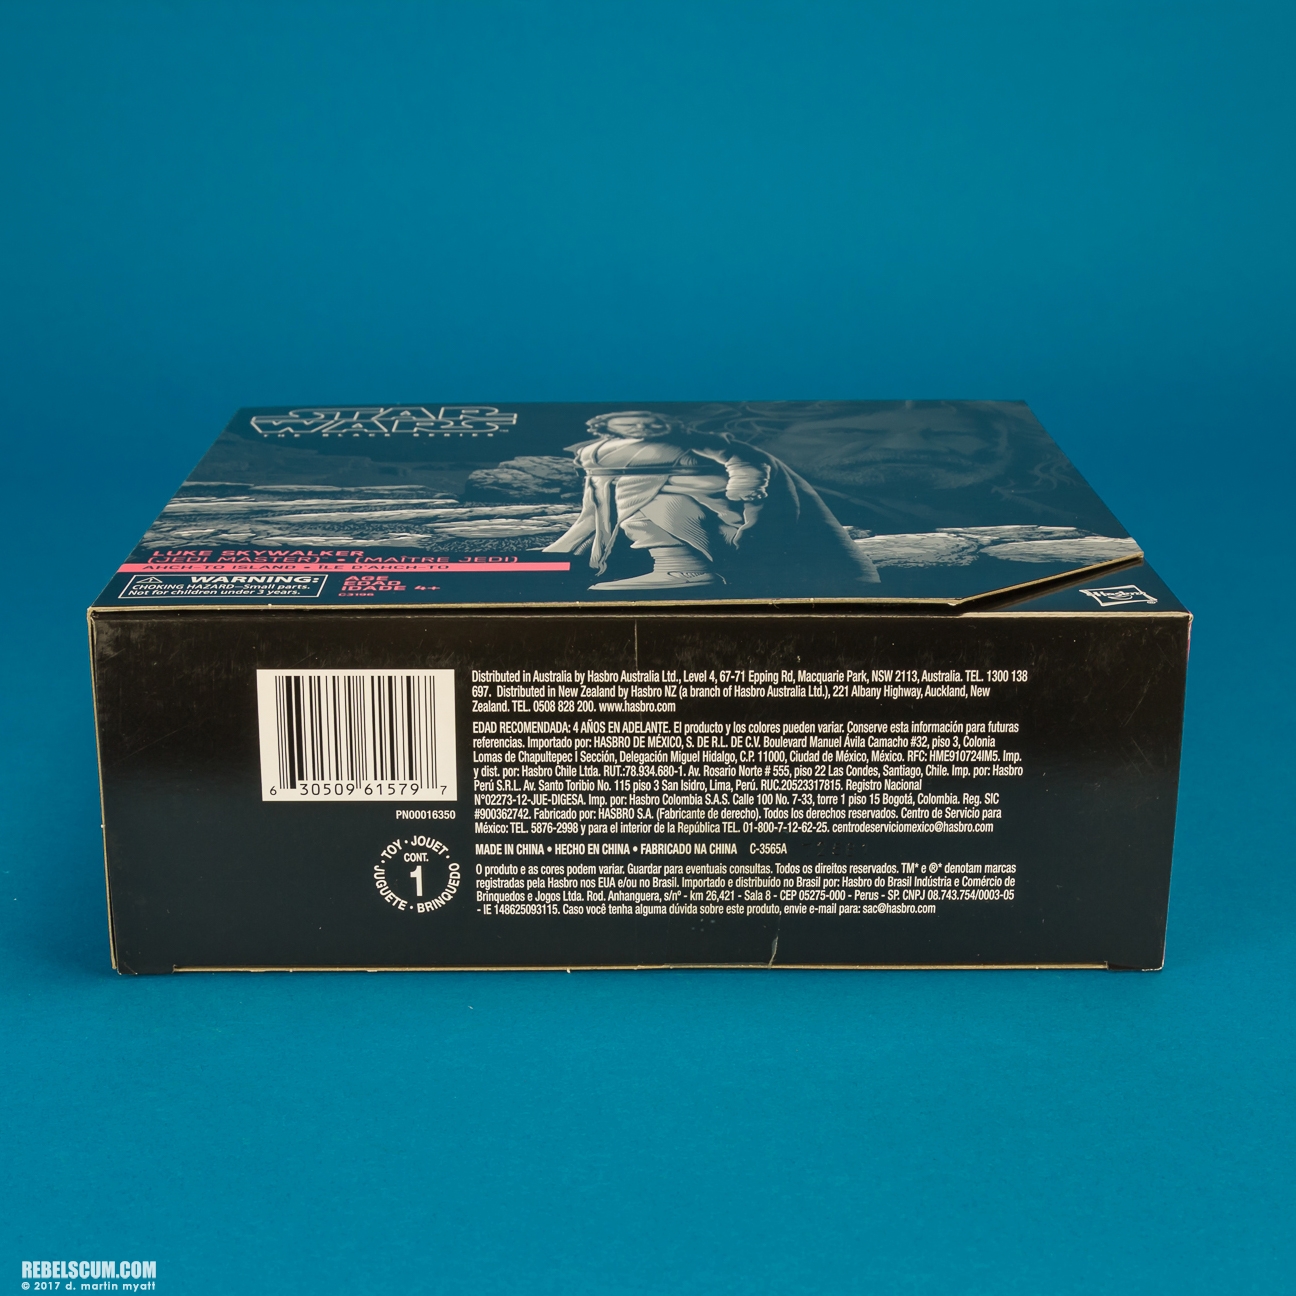 STAR
WARS
THE BLACK SERIES
LUKE SKYWALKER
(JEDI MASTER) • (MAÎTRE JEDI)
AHCH-TO ISLAND • ÎLE D'AHCH-TO
WARNING:
CHOKING HAZARD—Small parts.
Not for children under 3 years.
AGE
EDAD
IDADE 4+
Hasbro
6 30509 61579 7
PN00016350
TOY • JOUET • BRINQUEDO • JUGUETE •
CONT.
1
Distributed in Australia by Hasbro Australia Ltd., Level 4, 67-71 Epping Rd, Macquarie Park, NSW 2113, Australia. TEL. 1300 138
697. Distributed in New Zealand by Hasbro NZ (a branch of Hasbro Australia Ltd.), 221 Albany Highway, Auckland, New
Zealand. TEL. 0508 828 200. www.hasbro.com
EDAD RECOMENDADA: 4 AÑOS EN ADELANTE. El producto y los colores pueden variar. Conserve esta información para futuras
referencias. Importado por: HASBRO DE MÉXICO, S. DE R.L. DE C.V. Boulevard Manuel Ávila Camacho #32, piso 3, Colonia
Lomas de Chapultepec I Sección, Delegación Miguel Hidalgo, C.P. 11000, Ciudad de México, México. RFC: HME910724IM5. Imp.
y dist. por: Hasbro Chile Ltda. RUT.:78.934.680-1. Av. Rosario Norte # 555, piso 22 Las Condes, Santiago, Chile. Imp. por: Hasbro
Perú S.R.L. Av. Santo Toribio No. 115 piso 3 San Isidro, Lima, Perú. RUC.20523317815. Registro Nacional
N°02273-12-JUE-DIGESA. Imp. por: Hasbro Colombia S.A.S. Calle 100 No. 7-33, torre 1 piso 15 Bogotá, Colombia. Reg. SIC
#900362742. Fabricado por: HASBRO S.A. (Fabricante de derecho). Todos los derechos reservados. Centro de Servicio para
México: TEL. 5876-2998 y para el interior de la República TEL. 01-800-7-12-62-25. centrodeserviciomexico@hasbro.com
MADE IN CHINA • HECHO EN CHINA • FABRICADO NA CHINA C-3565A
O produto e as cores podem variar. Guardar para eventuais consultas. Todos os direitos reservados. TM* e ®* denotam marcas
registradas pela Hasbro nos EUA e/ou no Brasil. Importado e distribuído no Brasil por: Hasbro do Brasil Indústria e Comércio de
Brinquedos e Jogos Ltda. Rod. Anhanguera, s/nº - km 26,421 - Sala 8 - CEP 05275-000 - Perus - SP. CNPJ 08.743.754/0003-05
- IE 148625093115. Caso você tenha alguma dúvida sobre este produto, envie e-mail para: sac@hasbro.com
REBELSCUM.COM
© 2017 d. martin myatt